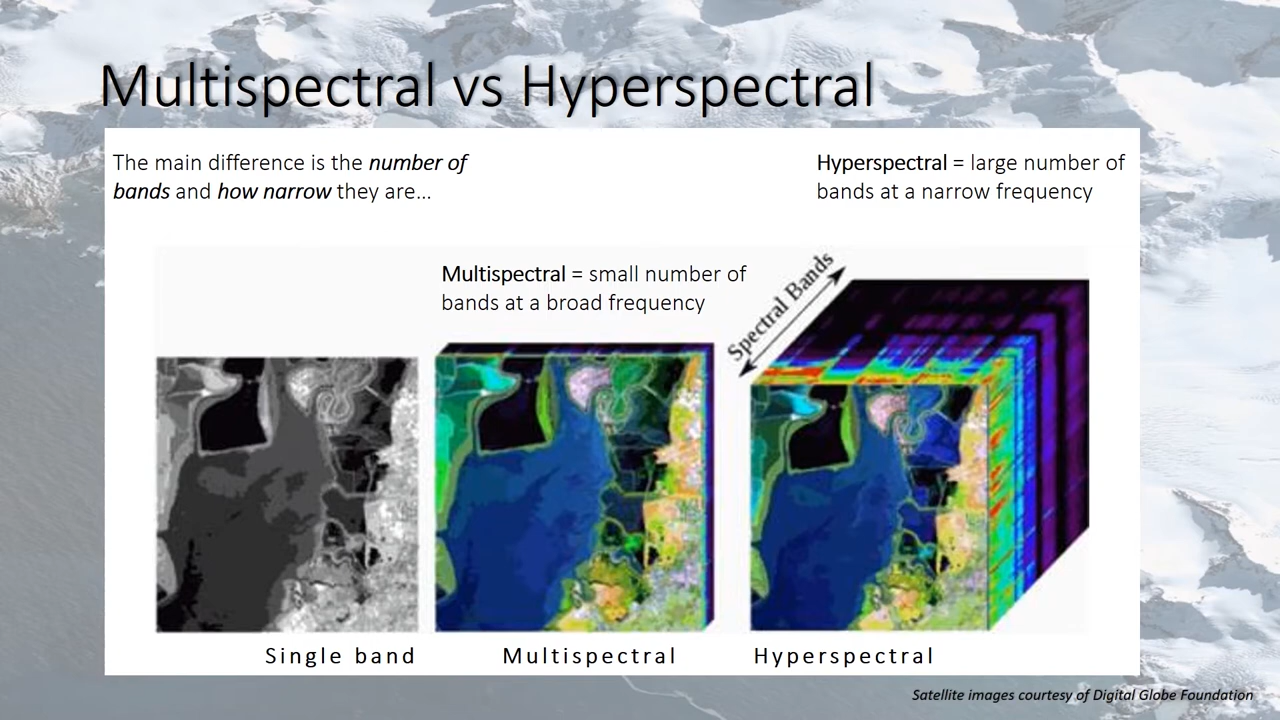 Multispectral vs Hyperspectral
The main difference is the number of
bands and how narrow they are...
Hyperspectral = large number of
bands at a narrow frequency
Multispectral = small number of
bands at a broad frequency
Spectral Bands
Single band
Multispectral
Hyperspectral
Satellite images courtesy of Digital Globe Foundation